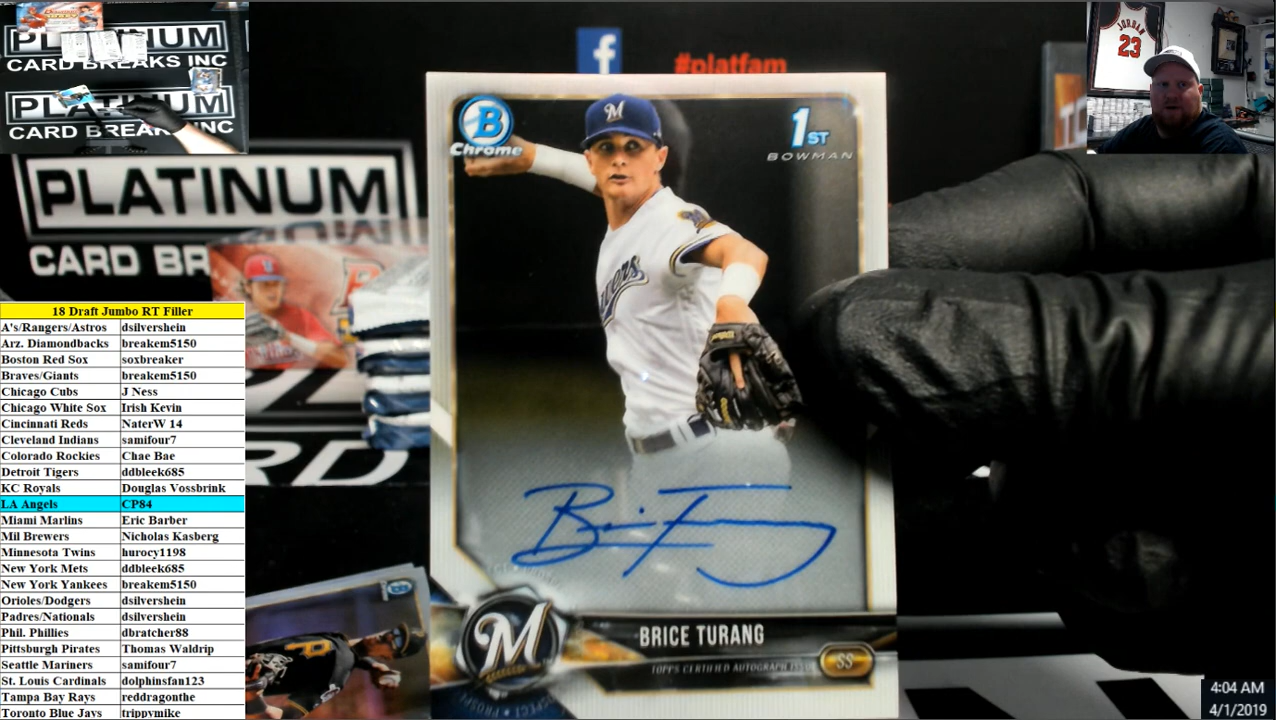 PLATINUM
CARD BREAKS INC
PLATINUM
CARD BREAK INC
#platfam
JORDAN
23
PLATINUM
CARD BR
B
Chrome
1ST
BOWMAN
M
BRICE TURANG
TOPPS CERTIFIED AUTOGRAPH ISSUE
SS
M
RD
18 Draft Jumbo RT Filler
A's/Rangers/Astros dsilvershein
Arz. Diamondbacks breakem5150
Boston Red Sox soxbreaker
Braves/Giants breakem5150
Chicago Cubs J Ness
Chicago White Sox Irish Kevin
Cincinnati Reds NaterW 14
Cleveland Indians samifour7
Colorado Rockies Chae Bae
Detroit Tigers ddbleek685
KC Royals Douglas Vossbrink
LA Angels CP84
Miami Marlins Eric Barber
Mil Brewers Nicholas Kasberg
Minnesota Twins hurocy1198
New York Mets ddbleek685
New York Yankees breakem5150
Orioles/Dodgers dsilvershein
Padres/Nationals dsilvershein
Phil. Phillies dbratcher88
Pittsburgh Pirates Thomas Waldrip
Seattle Mariners samifour7
St. Louis Cardinals dolphinsfan123
Tampa Bay Rays reddragonthe
Toronto Blue Jays trippymike
4:04 AM
4/1/2019